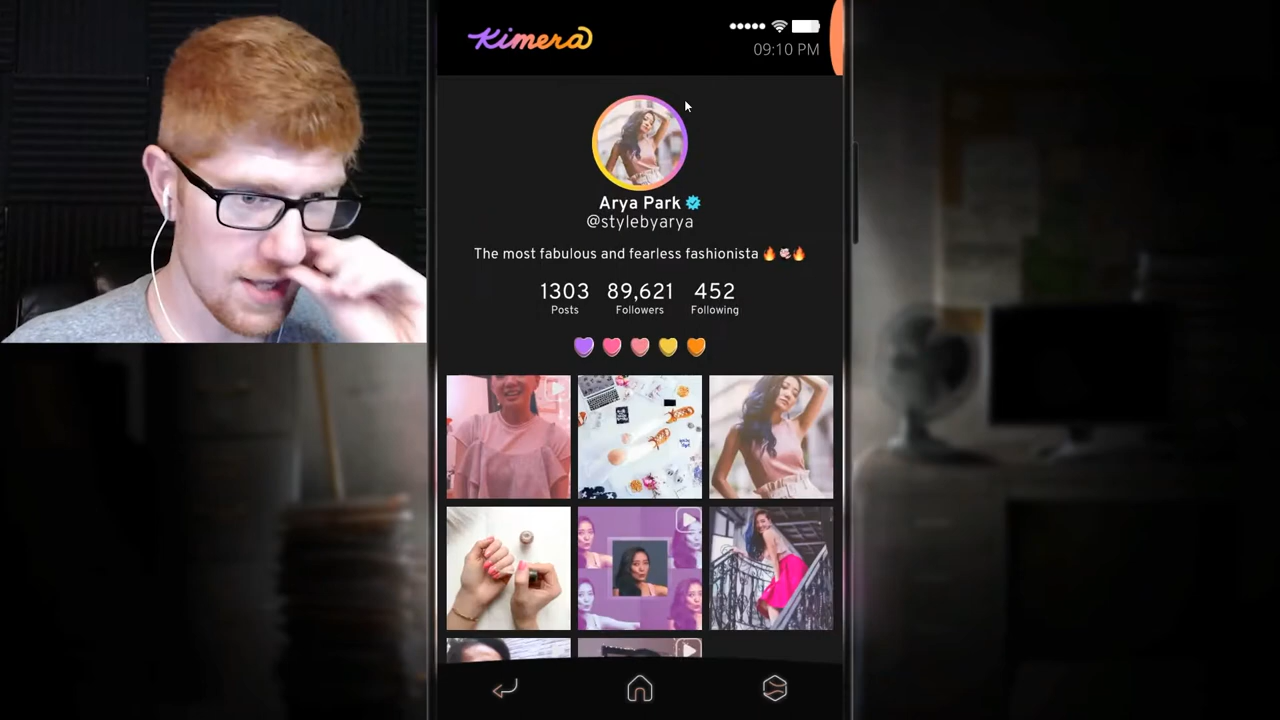 Kimera
09:10 PM
Arya Park
@stylebyarya
The most fabulous and fearless fashionista 🔥💋🔥
1303 89,621 452
Posts Followers Following